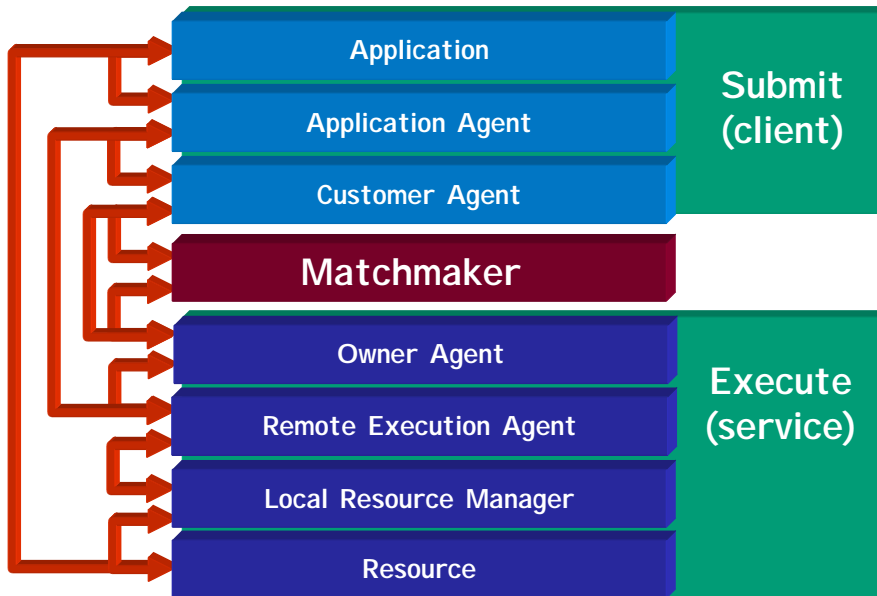 Application
Application Agent
Customer Agent
Submit
(client)
Matchmaker
Owner Agent
Remote Execution Agent
Local Resource Manager
Resource
Execute
(service)